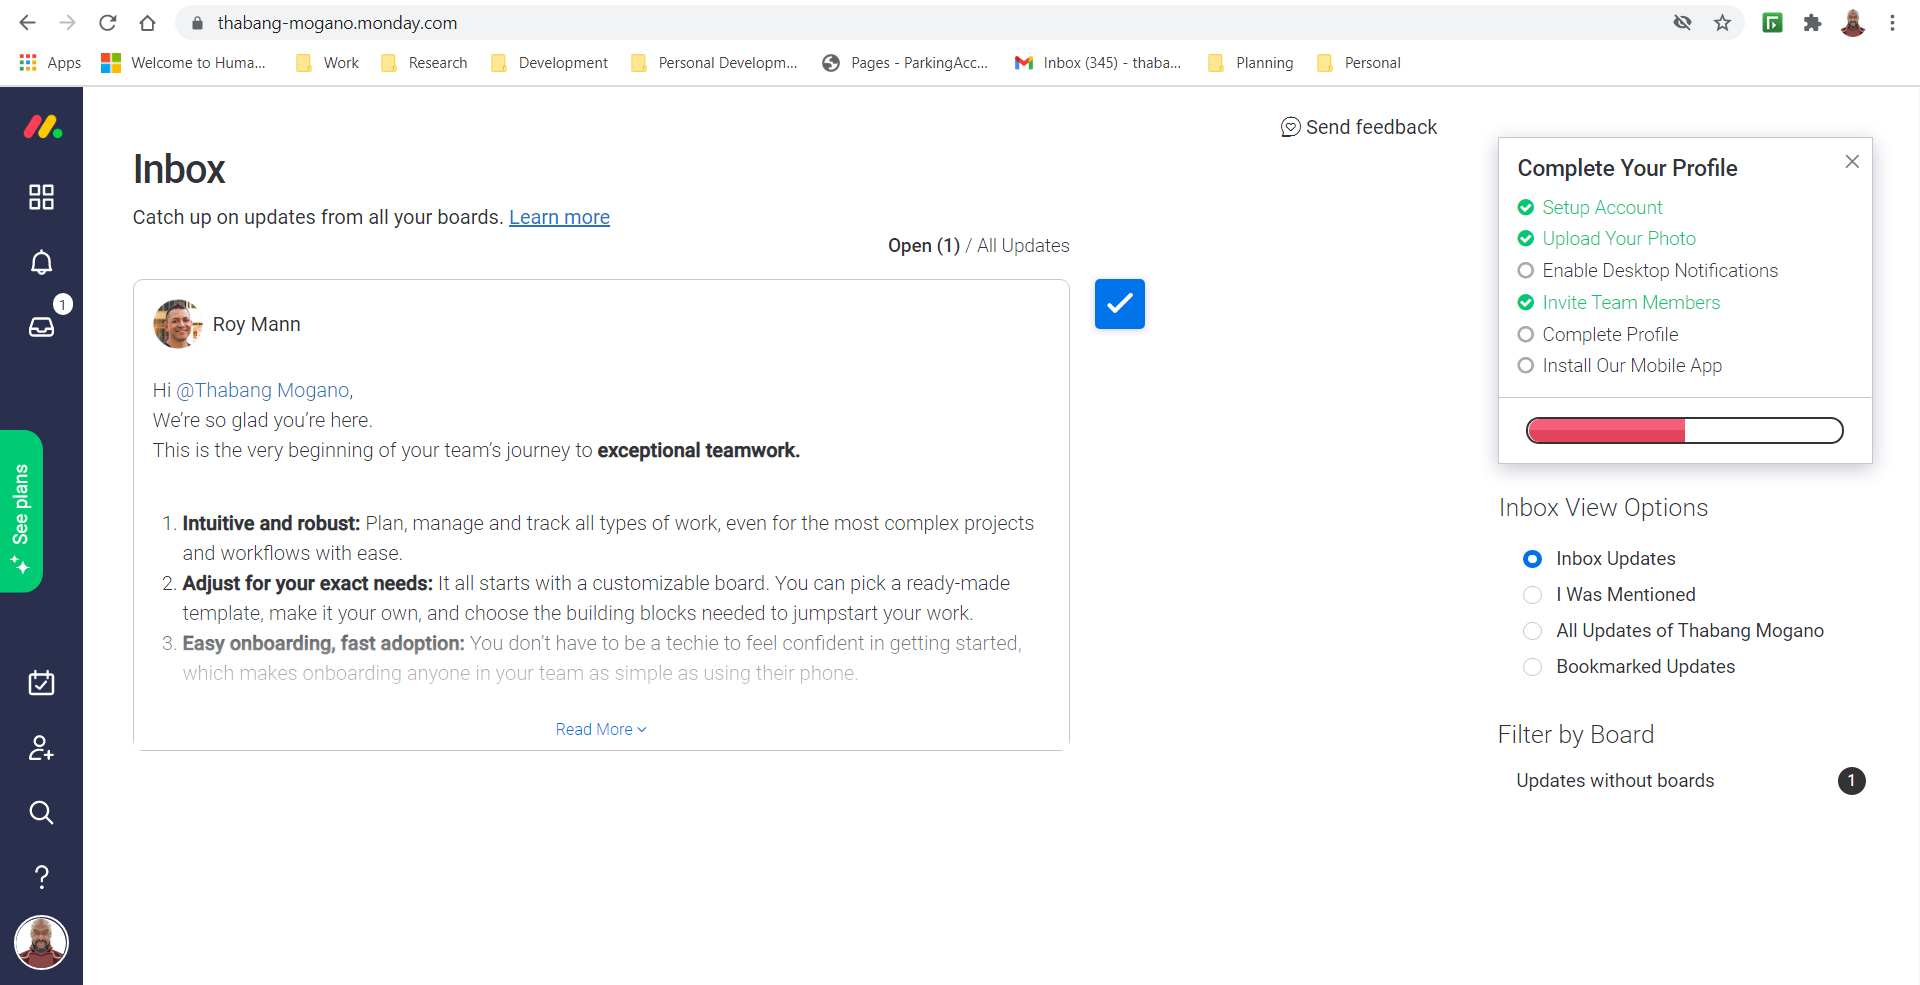 thabang-mogano.monday.com
Apps
Welcome to Huma...
Work
Research
Development
Personal Developm...
Pages - ParkingAcc...
Inbox (345) - thaba...
Planning
Personal
Send feedback
Inbox
Catch up on updates from all your boards. Learn more
Open (1) / All Updates
1
See plans
Roy Mann
Hi @Thabang Mogano,
We’re so glad you’re here.
This is the very beginning of your team’s journey to exceptional teamwork.
1. Intuitive and robust: Plan, manage and track all types of work, even for the most complex projects
and workflows with ease.
2. Adjust for your exact needs: It all starts with a customizable board. You can pick a ready-made
template, make it your own, and choose the building blocks needed to jumpstart your work.
3. Easy onboarding, fast adoption: You don’t have to be a techie to feel confident in getting started,
which makes onboarding anyone in your team as simple as using their phone.
Read More
Complete Your Profile
Setup Account
Upload Your Photo
Enable Desktop Notifications
Invite Team Members
Complete Profile
Install Our Mobile App
Inbox View Options
Inbox Updates
I Was Mentioned
All Updates of Thabang Mogano
Bookmarked Updates
Filter by Board
Updates without boards 1